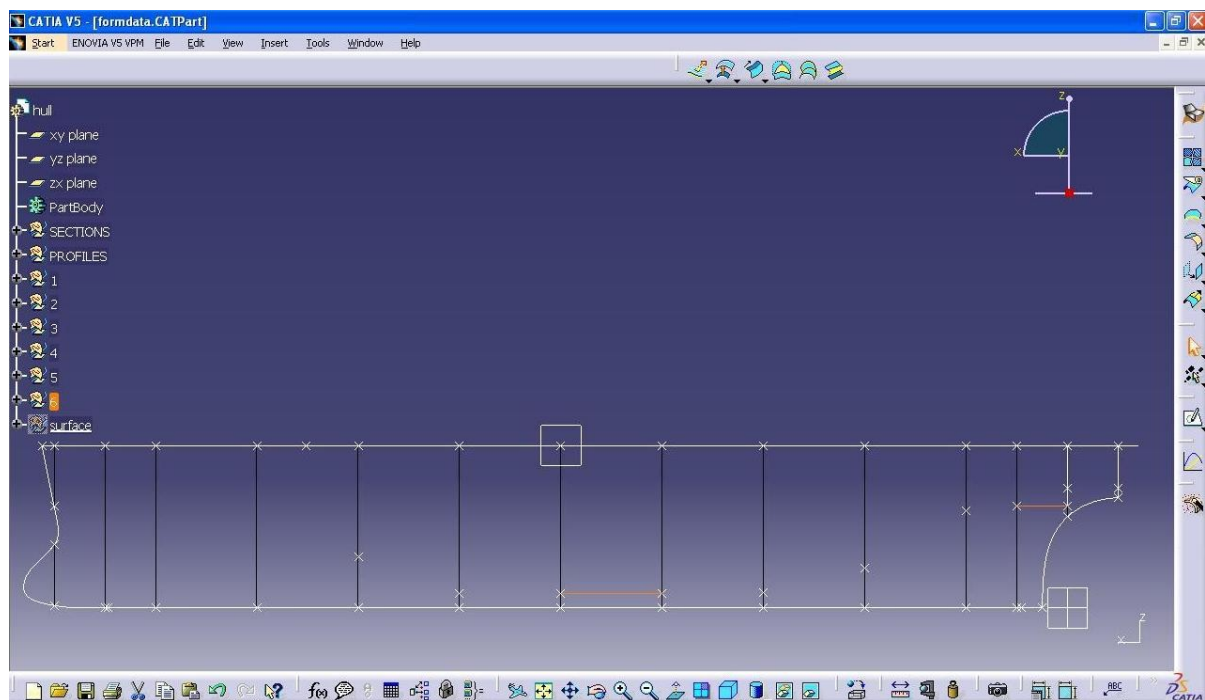 CATIA V5 - [formdata.CATPart]
Start ENOVIA V5 VPM File Edit View Insert Tools Window Help
hull
xy plane
yz plane
zx plane
PartBody
SECTIONS
PROFILES
1
2
3
4
5
6
surface
z
x y
z
x
f(x)
ABC
CATIA